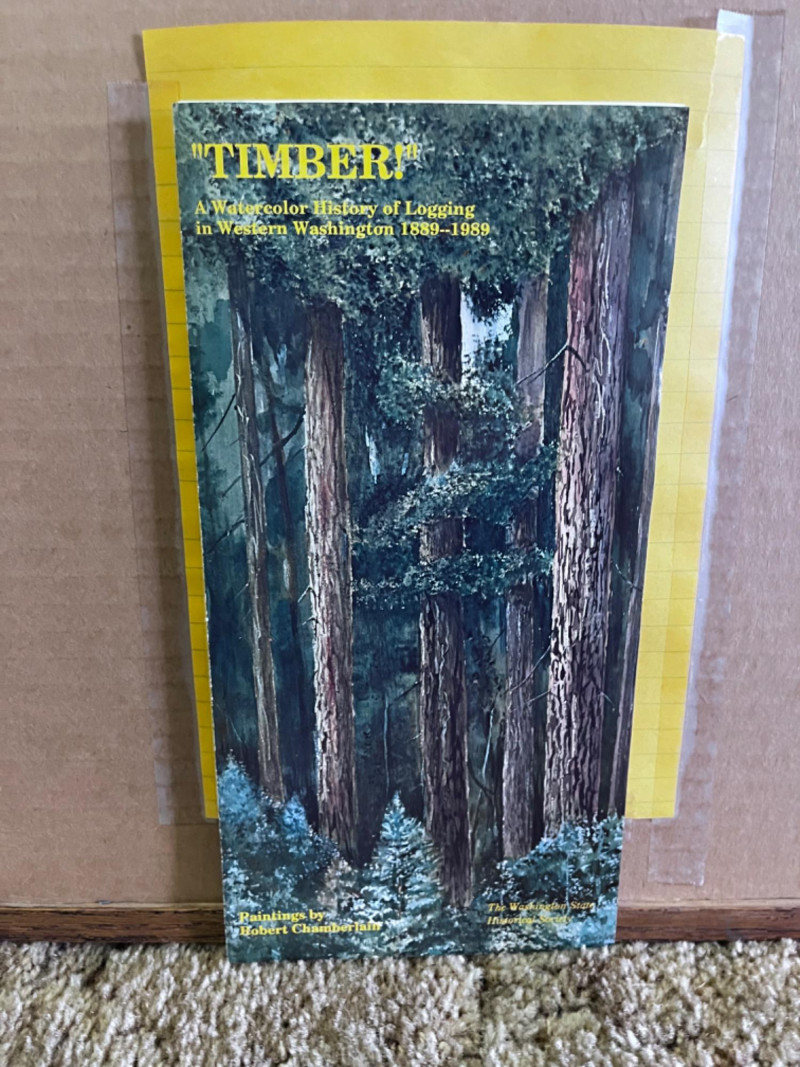 "TIMBER!"
A Watercolor History of Logging
in Western Washington 1889--1989
Paintings by
Robert Chamberlain
The Washington State
Historical Society